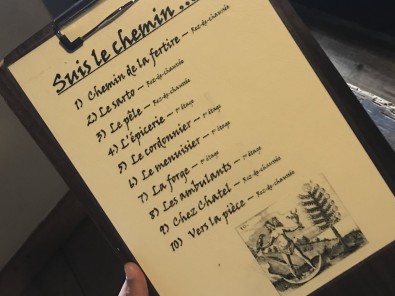 Suis le chemin ...
1) Chemin de la fertire – Rez-de-chaussée
2) Le sarto – Rez-de-chaussée
3) Le pêle – Rez-de-chaussée
4) L'épicerie – 1er étage
5) Le cordonnier – 1er étage
6) Le menuisier – 1er étage
7) La forge – 1er étage
8) Les ambulants – 1er étage
9) Chez Chatel – Rez-de-chaussée
10) Vers la pièce – Rez-de-chaussée